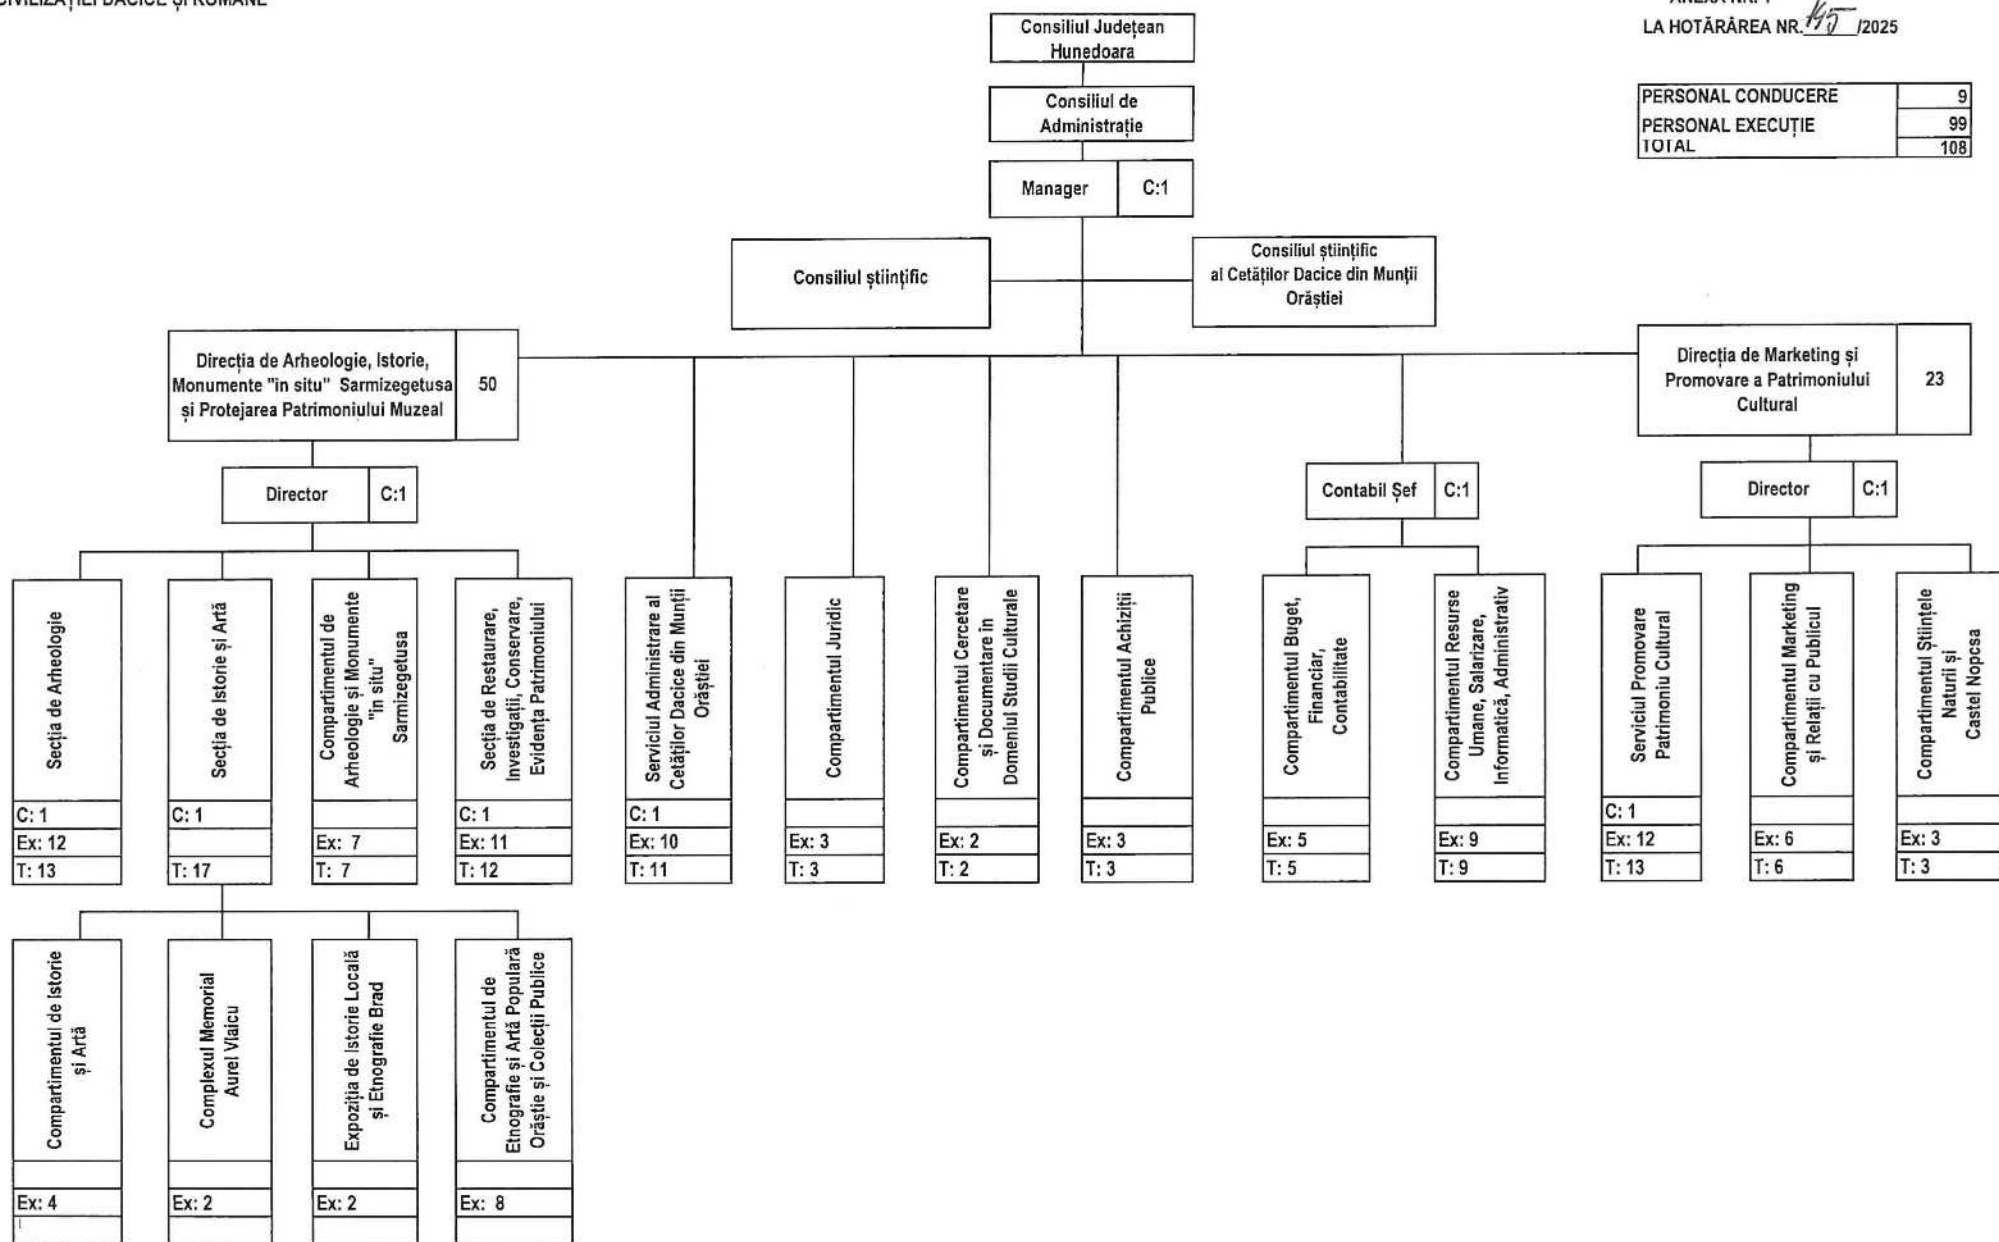 CIVILIZAȚIEI DACICE ȘI ROMANE
LA HOTĂRÂREA NR. 145 /2025
PERSONAL CONDUCERE 9
PERSONAL EXECUȚIE 99
TOTAL 108
Consiliul Județean
Hunedoara
Consiliul de
Administrație
Manager C:1
Consiliul științific
Consiliul științific
al Cetăților Dacice din Munții
Orăștiei
Direcția de Arheologie, Istorie,
Monumente "in situ" Sarmizegetusa
și Protejarea Patrimoniului Muzeal
50
Direcția de Marketing și
Promovare a Patrimoniului
Cultural
23
Director C:1
Contabil Șef C:1
Director C:1
Secția de Arheologie
C: 1
Ex: 12
T: 13
Secția de Istorie și Artă
C: 1
T: 17
Compartimentul de
Arheologie și Monumente
"in situ"
Sarmizegetusa
Ex: 7
T: 7
Secția de Restaurare,
Investigații, Conservare,
Evidența Patrimoniului
C: 1
Ex: 11
T: 12
Serviciul Administrare al
Cetăților Dacice din Munții
Orăștiei
C: 1
Ex: 10
T: 11
Compartimentul Juridic
Ex: 3
T: 3
Compartimentul Cercetare
și Documentare in
Domeniul Studii Culturale
Ex: 2
T: 2
Compartimentul Achiziții
Publice
Ex: 3
T: 3
Compartimentul Buget,
Financiar,
Contabilitate
Ex: 5
T: 5
Compartimentul Resurse
Umane, Salarizare,
Informatică, Administrativ
Ex: 9
T: 9
Serviciul Promovare
Patrimoniu Cultural
C: 1
Ex: 12
T: 13
Compartimentul Marketing
și Relații cu Publicul
Ex: 6
T: 6
Compartimentul Științele
Naturii și
Castel Nopcsa
Ex: 3
T: 3
Compartimentul de Istorie
și Artă
Ex: 4
Complexul Memorial
Aurel Vlaicu
Ex: 2
Expoziția de Istorie Locală
și Etnografie Brad
Ex: 2
Compartimentul de
Etnografie și Artă Populară
Orăștie și Colecții Publice
Ex: 8